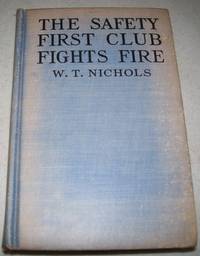 THE SAFETY
FIRST CLUB
FIGHTS FIRE
W. T. NICHOLS